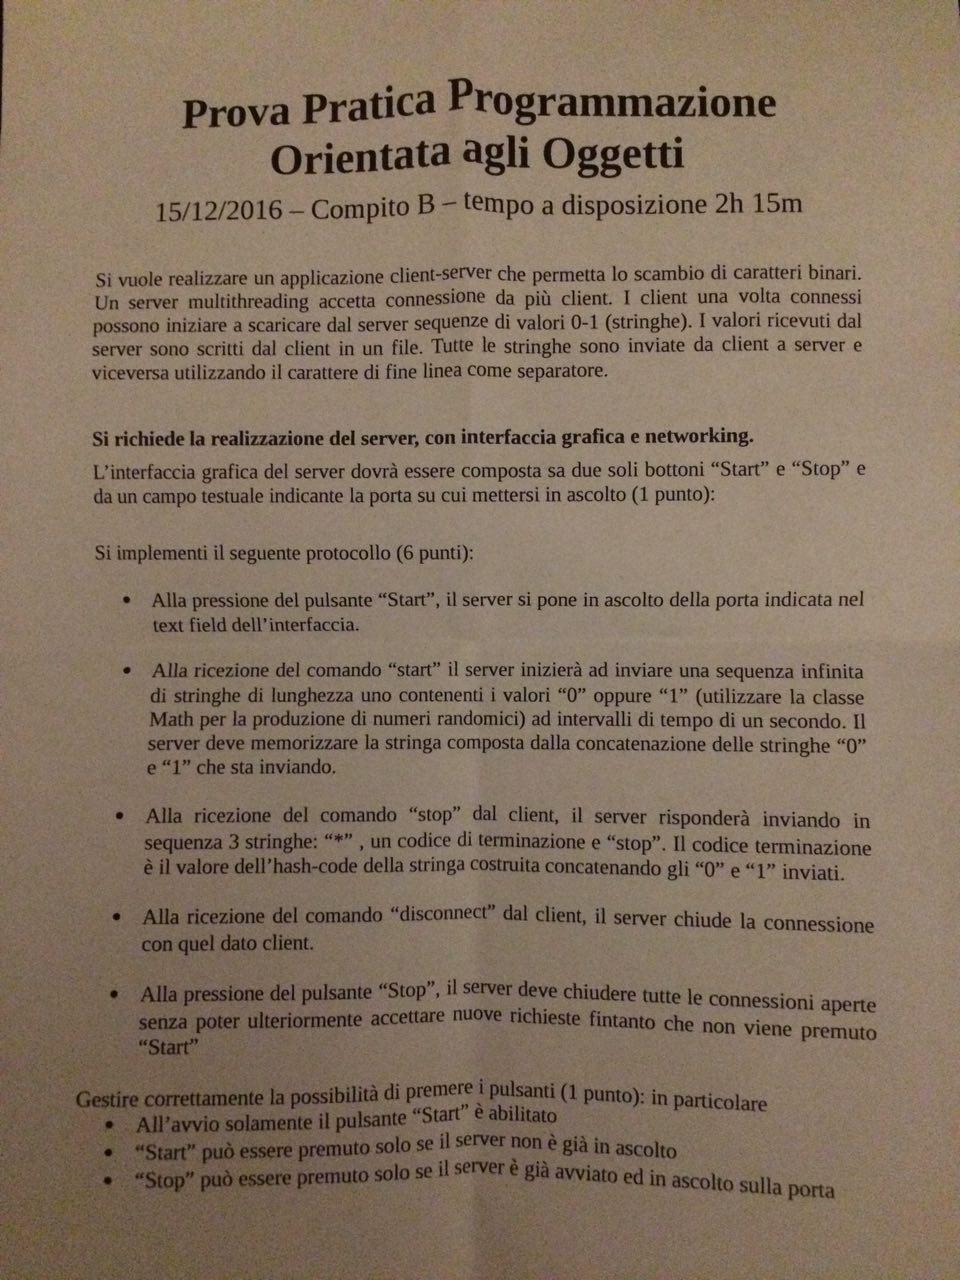 Prova Pratica Programmazione
Orientata agli Oggetti
15/12/2016 – Compito B – tempo a disposizione 2h 15m
Si vuole realizzare un applicazione client-server che permetta lo scambio di caratteri binari.
Un server multithreading accetta connessione da più client. I client una volta connessi
possono iniziare a scaricare dal server sequenze di valori 0-1 (stringhe). I valori ricevuti dal
server sono scritti dal client in un file. Tutte le stringhe sono inviate da client a server e
viceversa utilizzando il carattere di fine linea come separatore.
Si richiede la realizzazione del server, con interfaccia grafica e networking.
L’interfaccia grafica del server dovrà essere composta sa due soli bottoni “Start” e “Stop” e
da un campo testuale indicante la porta su cui mettersi in ascolto (1 punto):
Si implementi il seguente protocollo (6 punti):
• Alla pressione del pulsante “Start”, il server si pone in ascolto della porta indicata nel
text field dell’interfaccia.
• Alla ricezione del comando “start” il server inizierà ad inviare una sequenza infinita
di stringhe di lunghezza uno contenenti i valori “0” oppure “1” (utilizzare la classe
Math per la produzione di numeri randomici) ad intervalli di tempo di un secondo. Il
server deve memorizzare la stringa composta dalla concatenazione delle stringhe “0”
e “1” che sta inviando.
• Alla ricezione del comando “stop” dal client, il server risponderà inviando in
sequenza 3 stringhe: “*” , un codice di terminazione e “stop”. Il codice terminazione
è il valore dell’hash-code della stringa costruita concatenando gli “0” e “1” inviati.
• Alla ricezione del comando “disconnect” dal client, il server chiude la connessione
con quel dato client.
• Alla pressione del pulsante “Stop”, il server deve chiudere tutte le connessioni aperte
senza poter ulteriormente accettare nuove richieste fintanto che non viene premuto
“Start”
Gestire correttamente la possibilità di premere i pulsanti (1 punto): in particolare
• All’avvio solamente il pulsante “Start” è abilitato
• “Start” può essere premuto solo se il server non è già in ascolto
• “Stop” può essere premuto solo se il server è già avviato ed in ascolto sulla porta